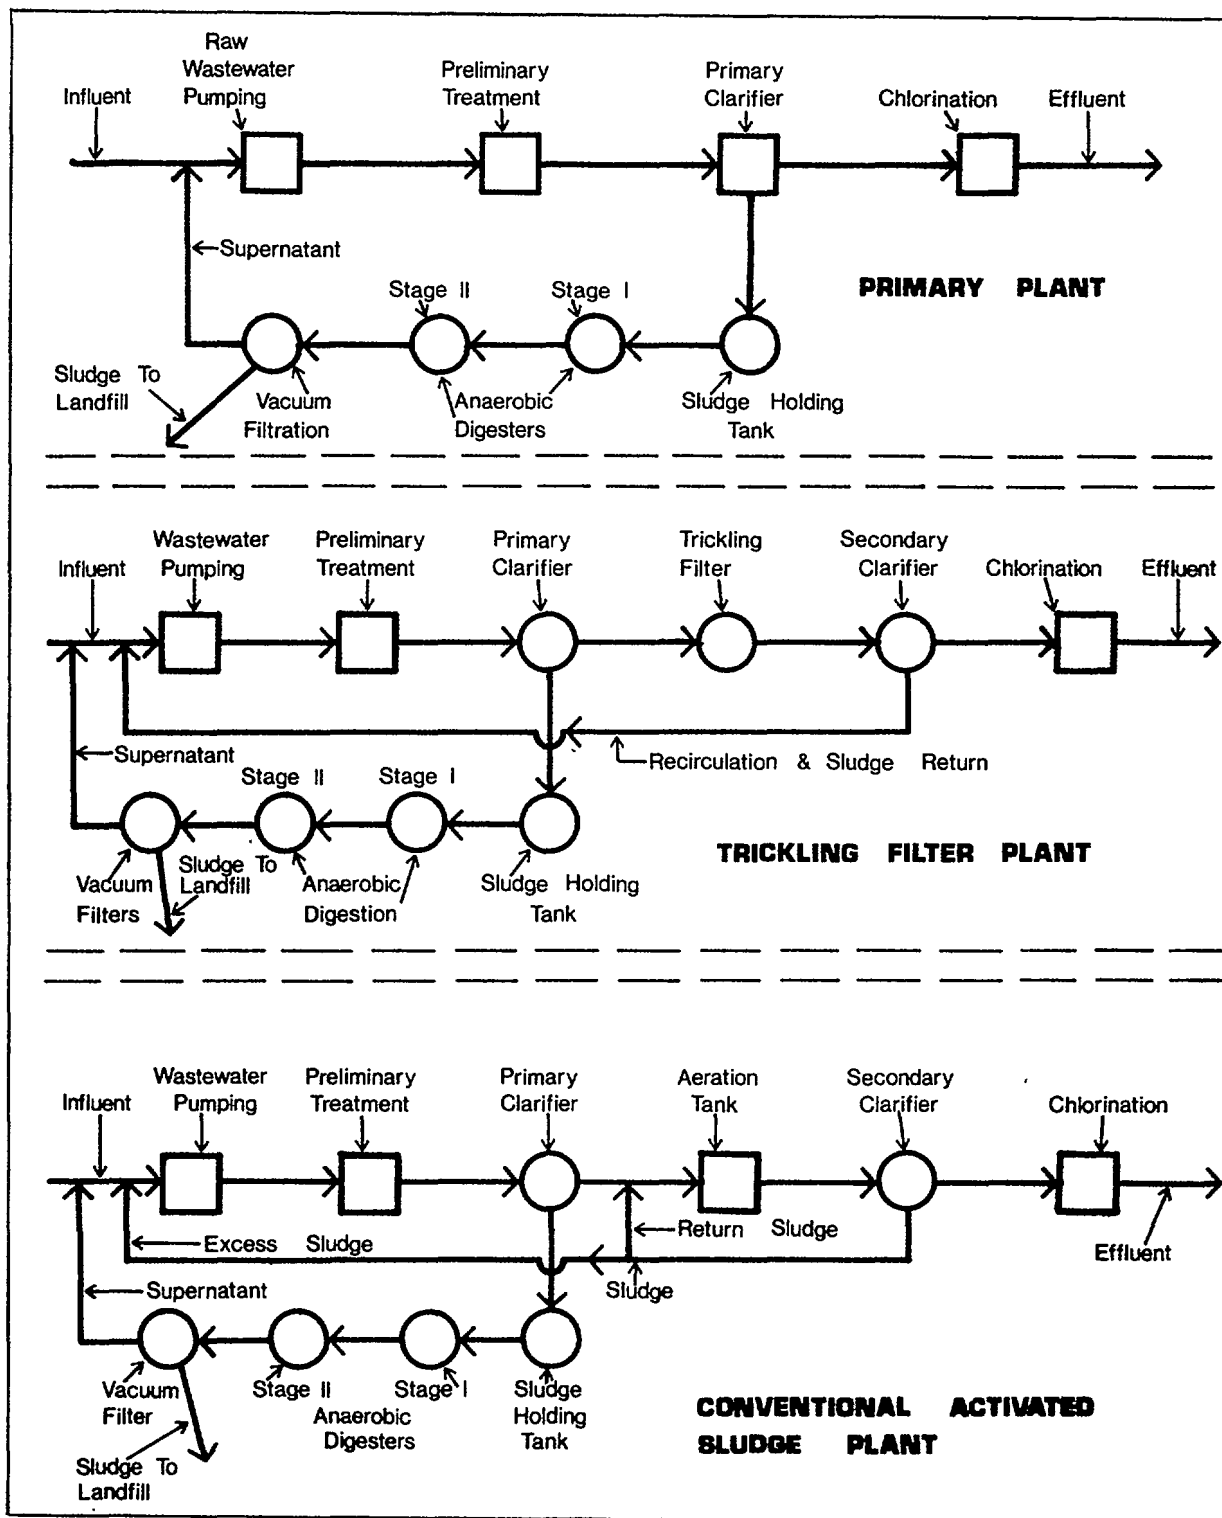 Raw
Wastewater
Pumping
Influent
Preliminary
Treatment
Primary
Clarifier
Chlorination
Effluent
Supernatant
Stage II
Stage I
PRIMARY PLANT
Sludge To
Landfill
Vacuum
Filtration
Anaerobic
Digesters
Sludge Holding
Tank
Influent
Wastewater
Pumping
Preliminary
Treatment
Primary
Clarifier
Trickling
Filter
Secondary
Clarifier
Chlorination
Effluent
Supernatant
Recirculation & Sludge Return
Stage II
Stage I
TRICKLING FILTER PLANT
Vacuum
Filters
Sludge To
Landfill
Anaerobic
Digestion
Sludge Holding
Tank
Influent
Wastewater
Pumping
Preliminary
Treatment
Primary
Clarifier
Aeration
Tank
Secondary
Clarifier
Chlorination
Excess Sludge
Return Sludge
Effluent
Supernatant
Sludge
Vacuum
Filter
Stage II
Stage I
Anaerobic
Digesters
Sludge
Holding
Tank
Sludge To
Landfill
CONVENTIONAL ACTIVATED
SLUDGE PLANT